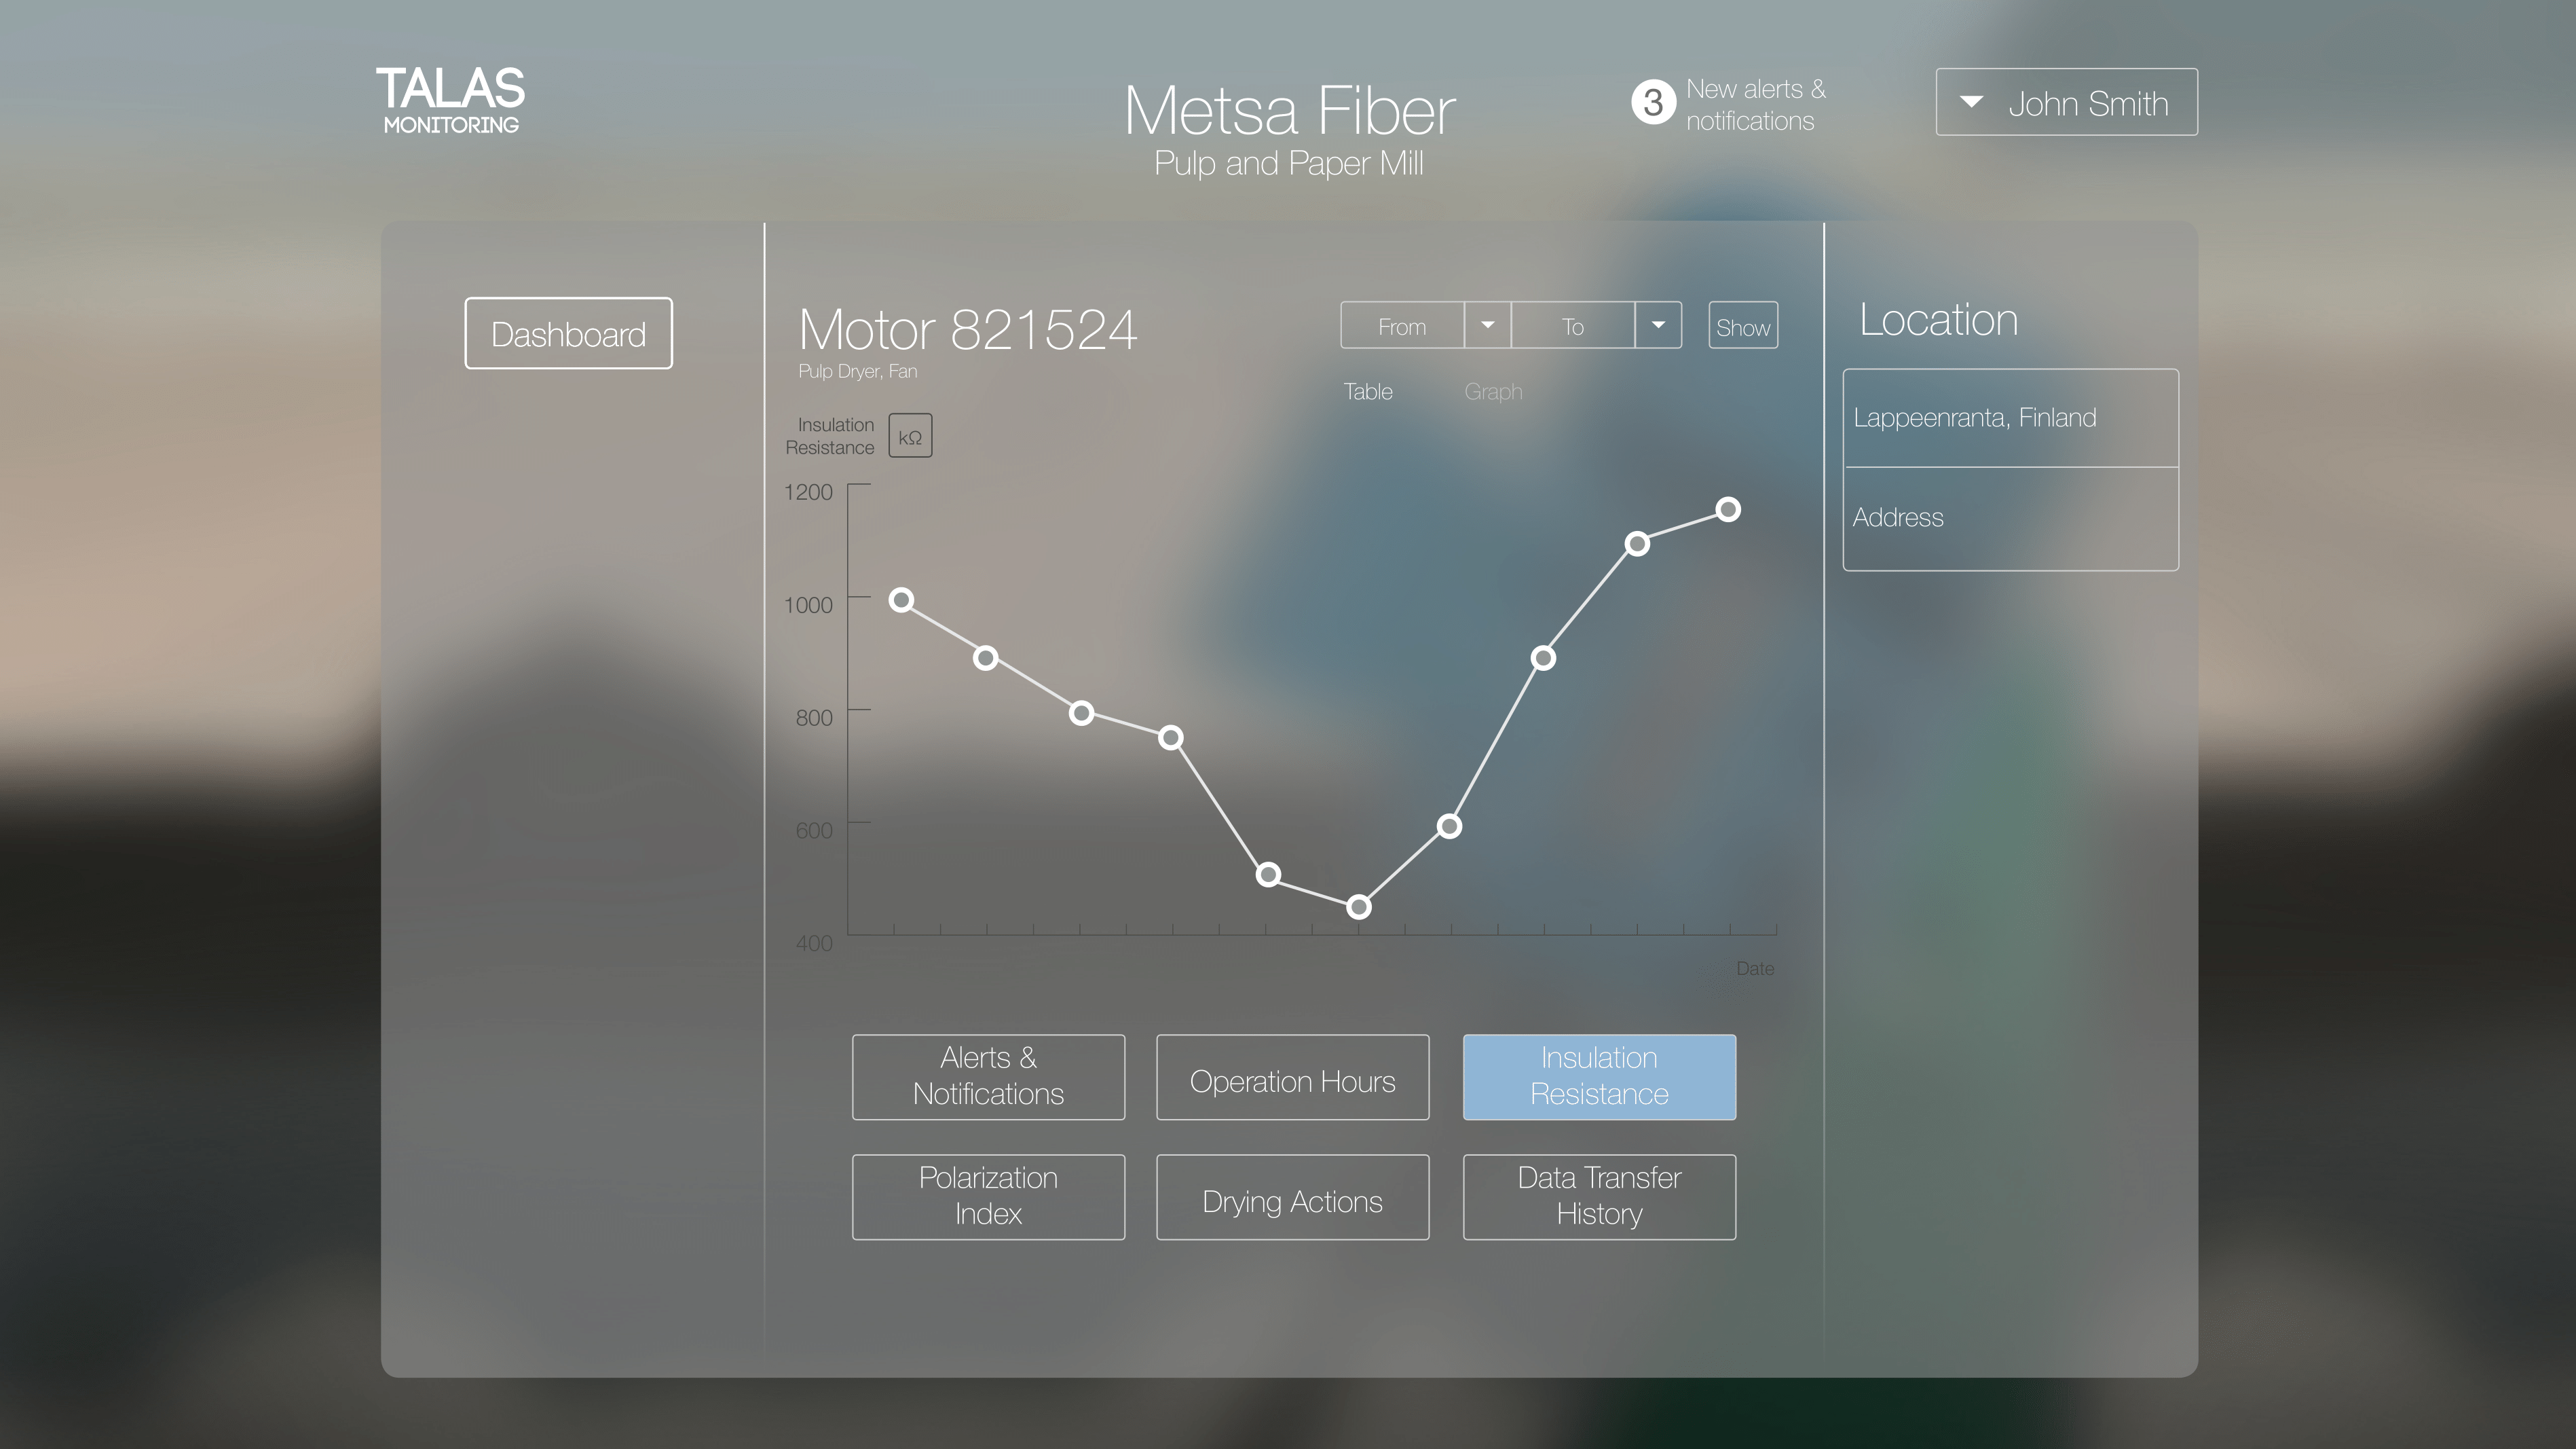 TALAS
MONITORING
Metsa Fiber
Pulp and Paper Mill
3
New alerts &
notifications
John Smith
Dashboard
Motor 821524
Pulp Dryer, Fan
From
To
Show
Table
Graph
Location
Lappeenranta, Finland
Address
Insulation
Resistance
kΩ
1200
1000
800
600
400
Date
Alerts &
Notifications
Operation Hours
Insulation
Resistance
Polarization
Index
Drying Actions
Data Transfer
History